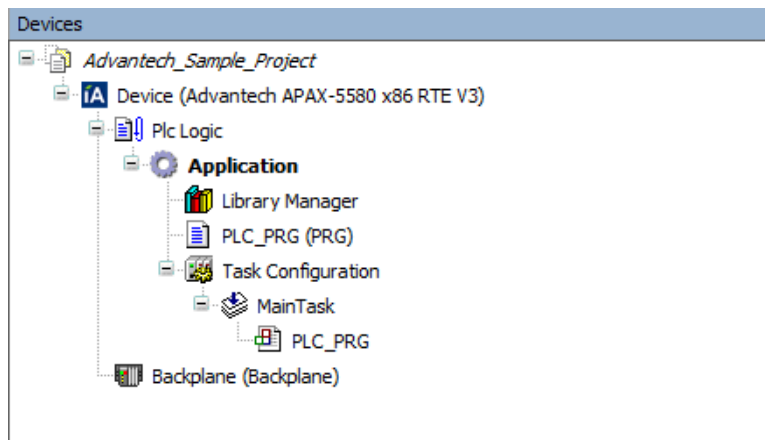 Devices
Advantech_Sample_Project
iA Device (Advantech APAX-5580 x86 RTE V3)
Plc Logic
Application
Library Manager
PLC_PRG (PRG)
Task Configuration
MainTask
PLC_PRG
Backplane (Backplane)